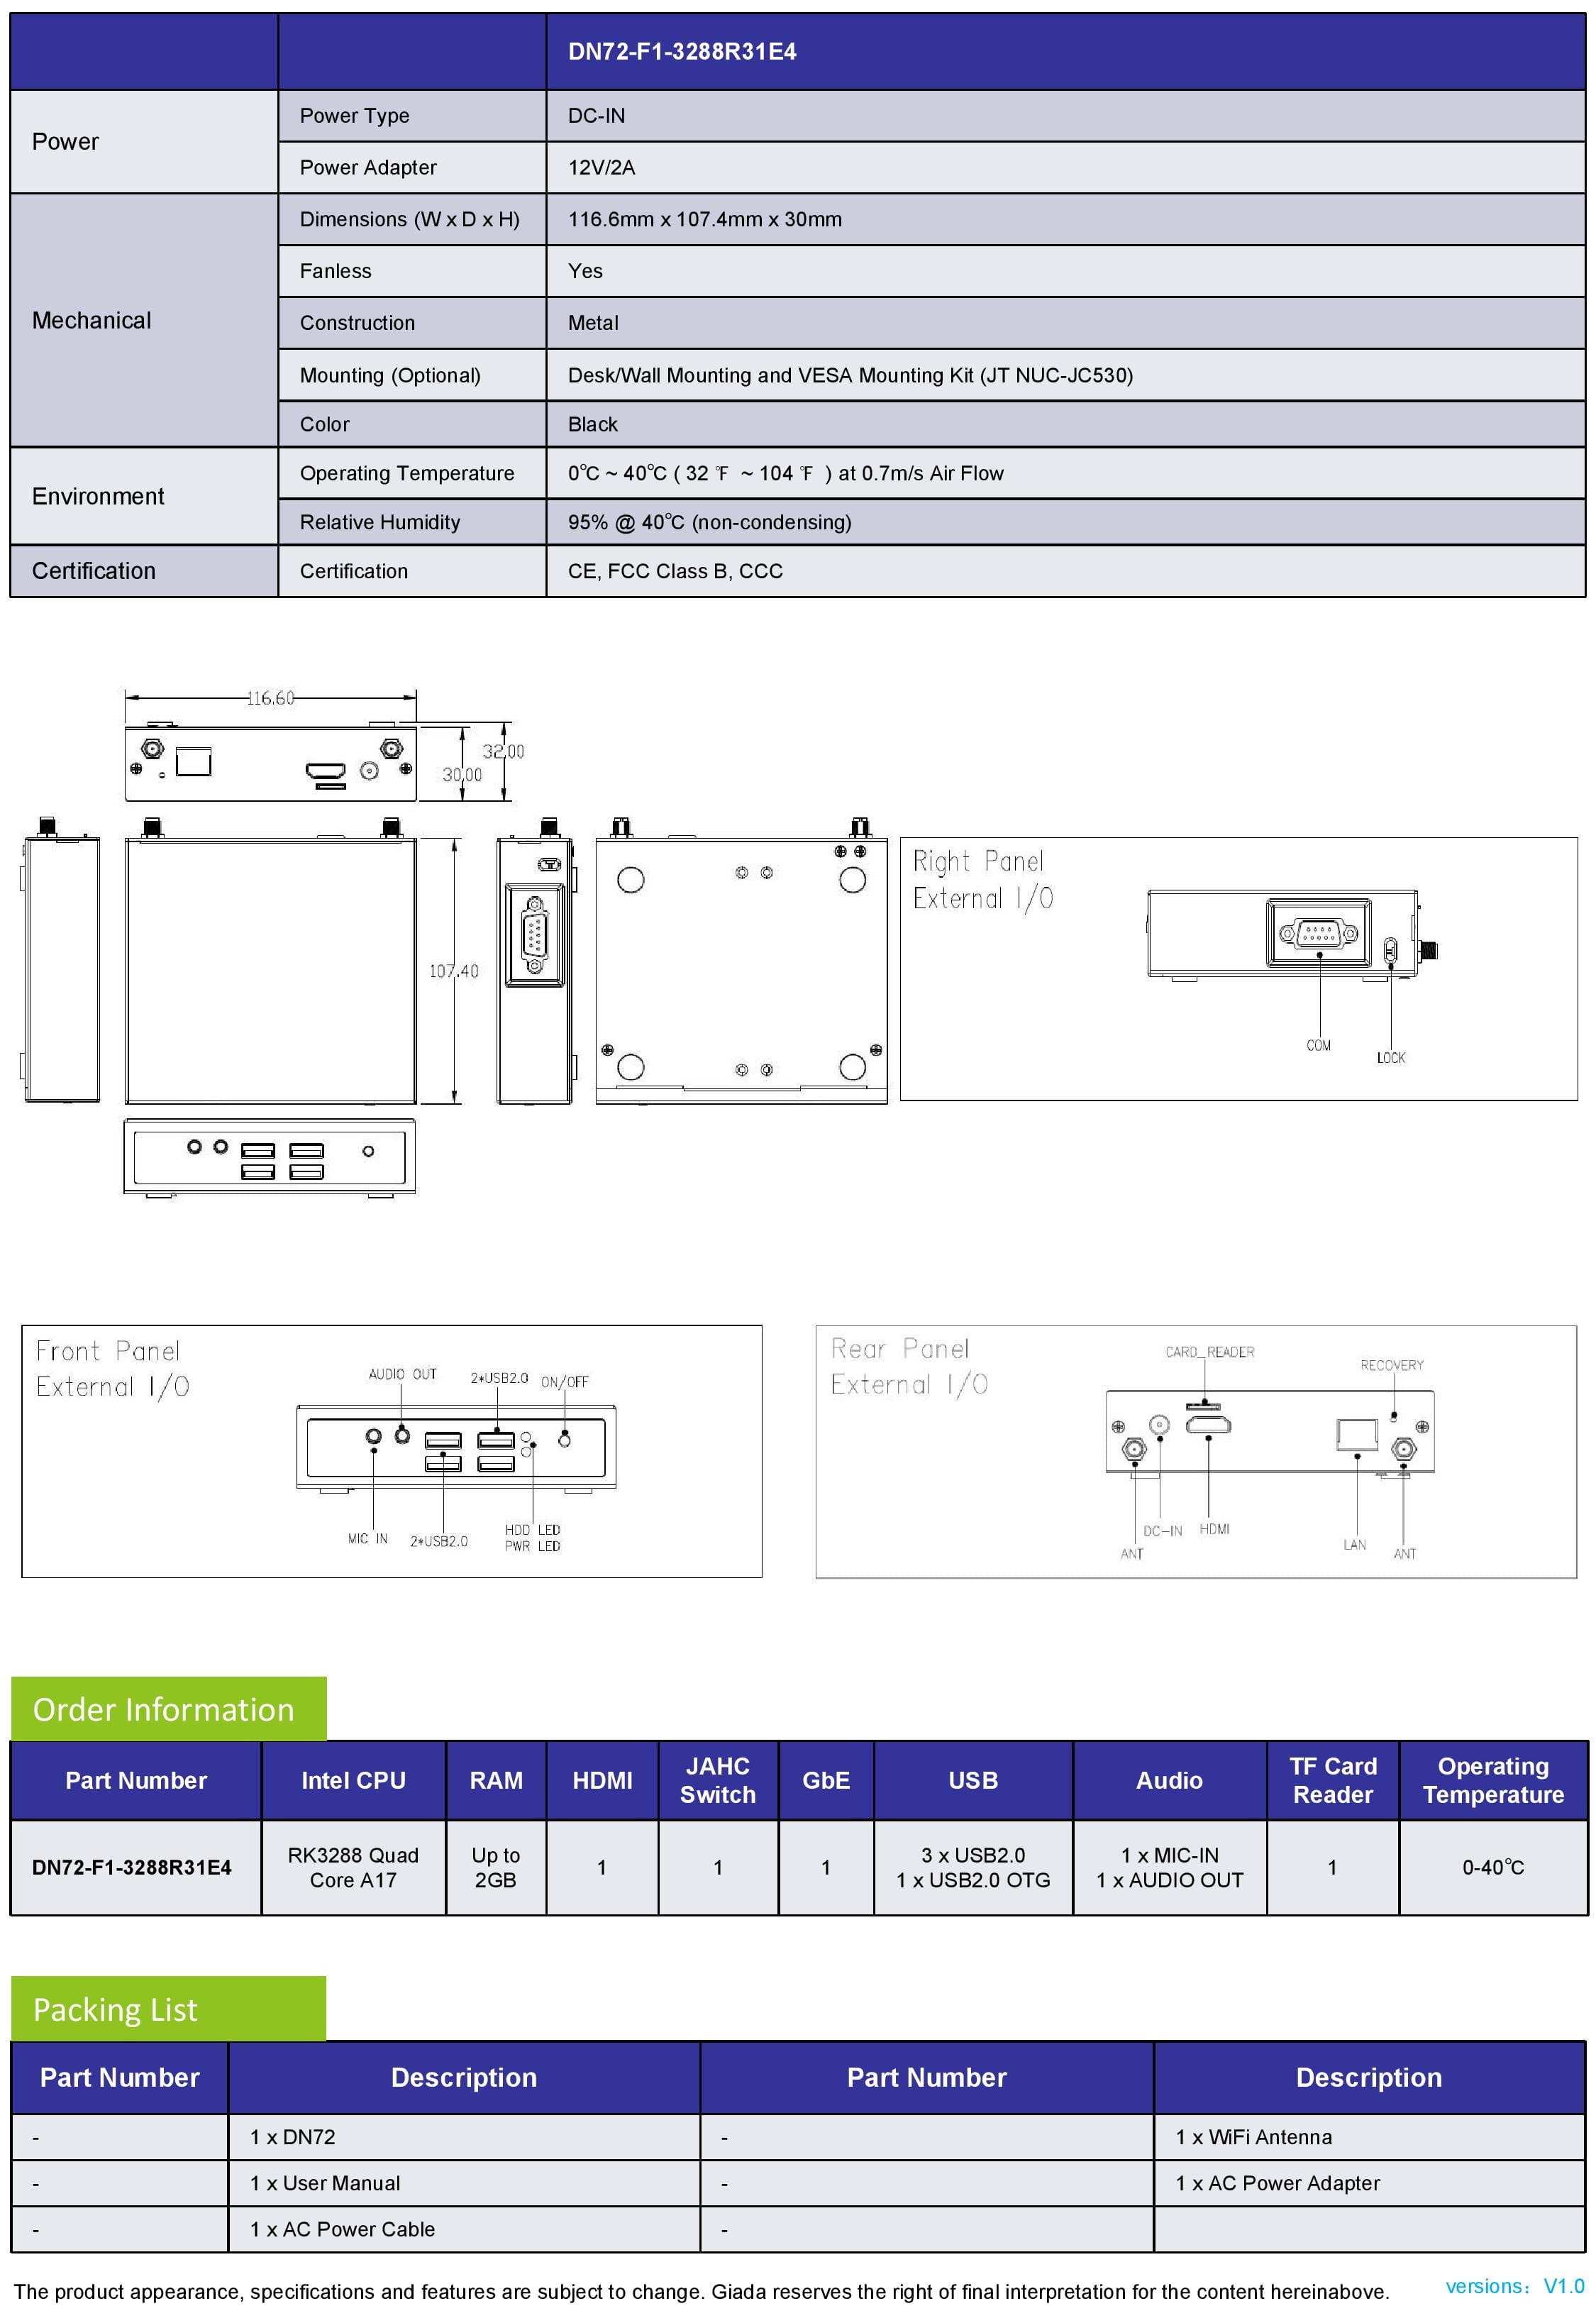 DN72-F1-3288R31E4
Power
Power Type
DC-IN
Power Adapter
12V/2A
Mechanical
Dimensions (W x D x H)
116.6mm x 107.4mm x 30mm
Fanless
Yes
Construction
Metal
Mounting (Optional)
Desk/Wall Mounting and VESA Mounting Kit (JT NUC-JC530)
Color
Black
Environment
Operating Temperature
0℃ ~ 40℃ ( 32 ℉ ~ 104 ℉ ) at 0.7m/s Air Flow
Relative Humidity
95% @ 40℃ (non-condensing)
Certification
Certification
CE, FCC Class B, CCC
116.60
32.00
30.00
107.40
Right Panel
External I/O
COM
LOCK
Front Panel
External I/O
AUDIO OUT
2*USB2.0
ON/OFF
MIC IN
2*USB2.0
HDD LED
PWR LED
Rear Panel
External I/O
CARD_READER
RECOVERY
ANT
DC-IN
HDMI
LAN
ANT
Order Information
Part Number
Intel CPU
RAM
HDMI
JAHC
Switch
GbE
USB
Audio
TF Card
Reader
Operating
Temperature
DN72-F1-3288R31E4
RK3288 Quad
Core A17
Up to
2GB
1
1
1
3 x USB2.0
1 x USB2.0 OTG
1 x MIC-IN
1 x AUDIO OUT
1
0-40℃
Packing List
Part Number
Description
Part Number
Description
-
1 x DN72
-
1 x WiFi Antenna
-
1 x User Manual
-
1 x AC Power Adapter
-
1 x AC Power Cable
-
The product appearance, specifications and features are subject to change. Giada reserves the right of final interpretation for the content hereinabove.
versions：V1.0